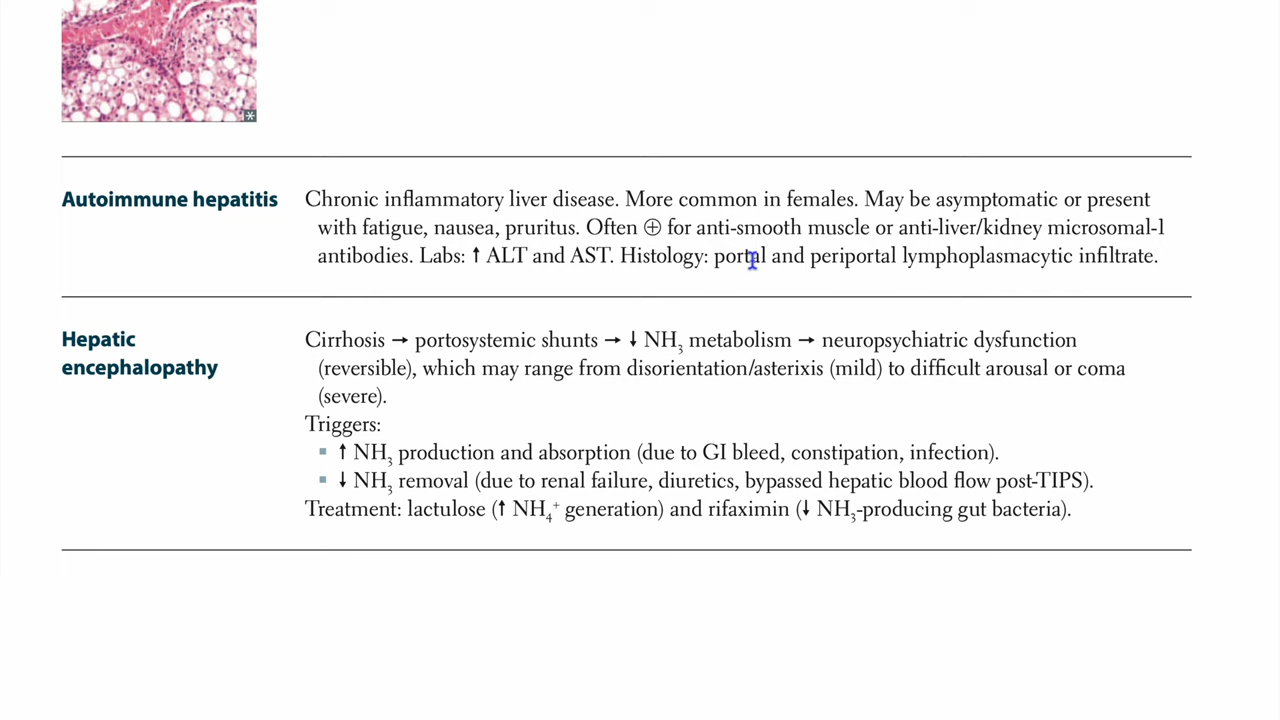 Autoimmune hepatitis
Chronic inflammatory liver disease. More common in females. May be asymptomatic or present
with fatigue, nausea, pruritus. Often ⊕ for anti-smooth muscle or anti-liver/kidney microsomal-1
antibodies. Labs: ↑ ALT and AST. Histology: portal and periportal lymphoplasmacytic infiltrate.
Hepatic
encephalopathy
Cirrhosis → portosystemic shunts → ↓ NH₃ metabolism → neuropsychiatric dysfunction
(reversible), which may range from disorientation/asterixis (mild) to difficult arousal or coma
(severe).
Triggers:
▪ ↑ NH₃ production and absorption (due to GI bleed, constipation, infection).
▪ ↓ NH₃ removal (due to renal failure, diuretics, bypassed hepatic blood flow post-TIPS).
Treatment: lactulose (↑ NH₄⁺ generation) and rifaximin (↓ NH₃-producing gut bacteria).